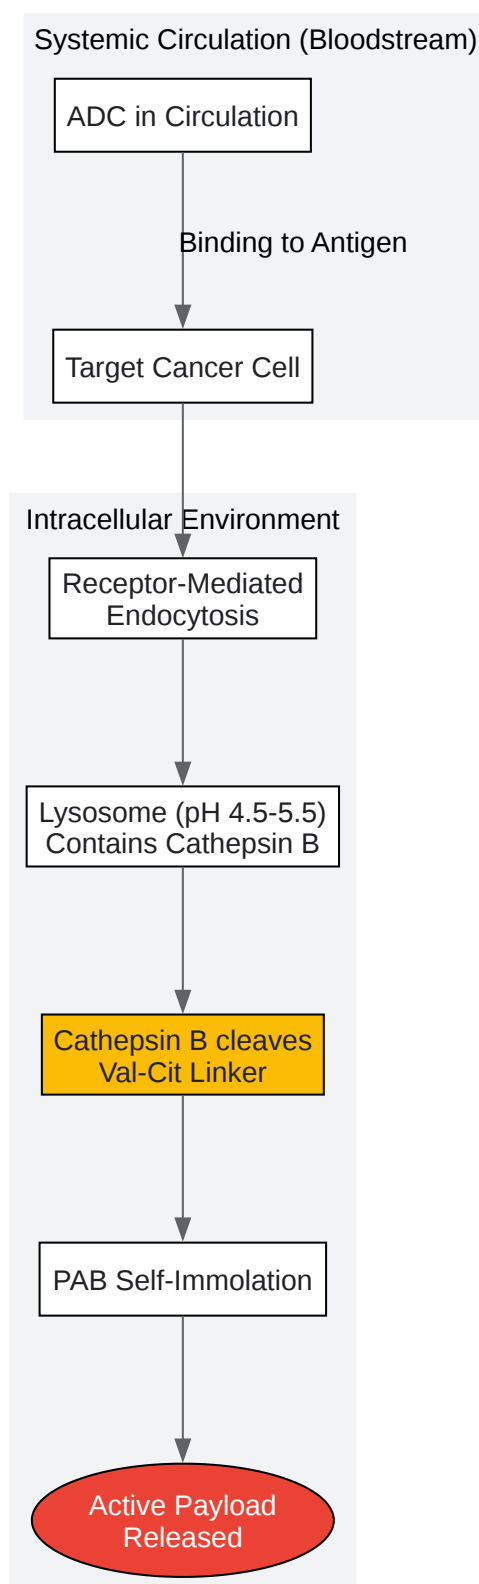 Systemic Circulation (Bloodstream)
ADC in Circulation
Binding to Antigen
Target Cancer Cell
Intracellular Environment
Receptor-Mediated
Endocytosis
Lysosome (pH 4.5-5.5)
Contains Cathepsin B
Cathepsin B cleaves
Val-Cit Linker
PAB Self-Immolation
Active Payload
Released